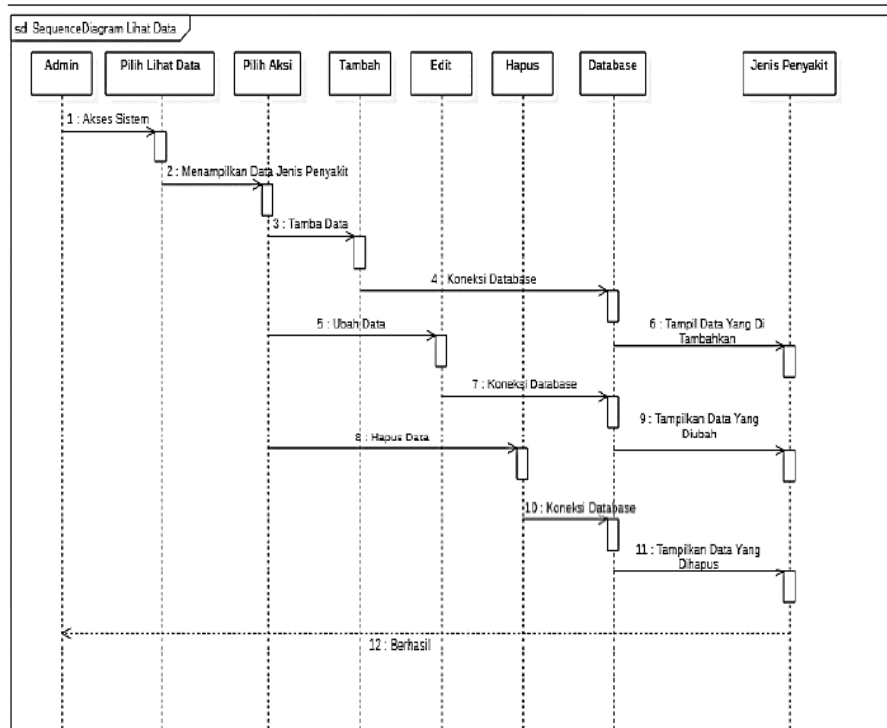 sd SequenceDiagram Lihat Data
Admin
Pilih Lihat Data
Pilih Aksi
Tambah
Edit
Hapus
Database
Jenis Penyakit
1 : Akses Sistem
2 : Menampilkan Data Jenis Penyakit
3 : Tamba Data
4 : Koneksi Database
5 : Ubah Data
6 : Tampil Data Yang Di
Tambahkan
7 : Koneksi Database
8 : Hapus Data
9 : Tampilkan Data Yang
Diubah
10 : Koneksi Database
11 : Tampilkan Data Yang
Dihapus
12 : Berhasil